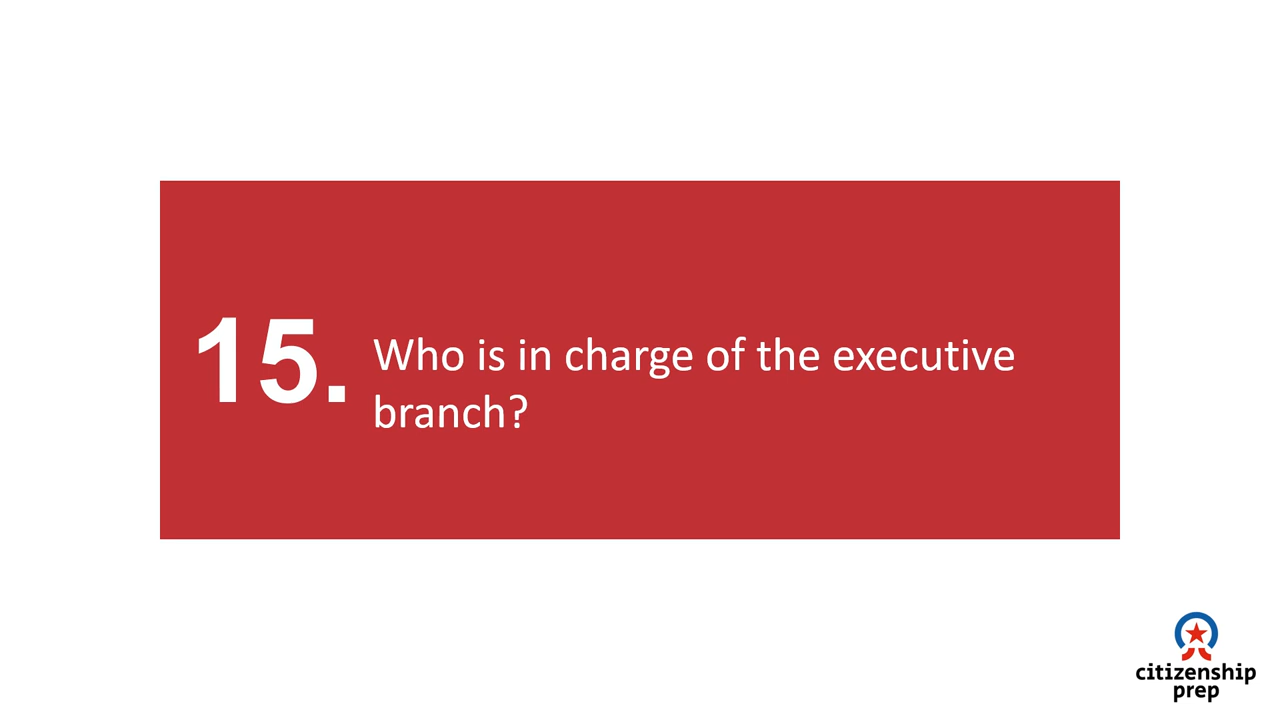 15. Who is in charge of the executive
branch?
citizenship
prep